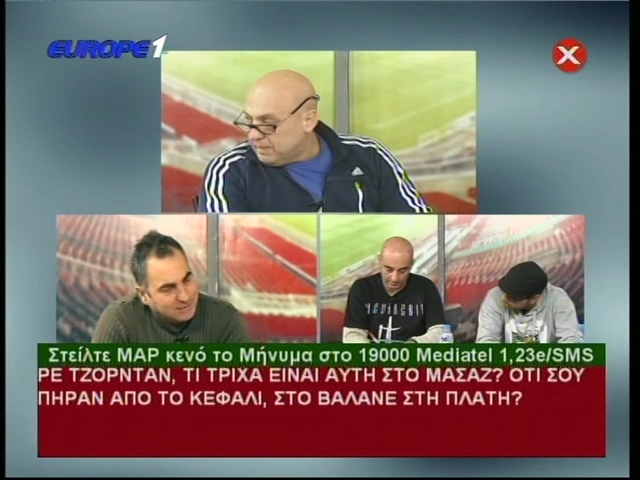 EUROPE1
X
Στείλτε ΜΑΡ κενό το Μήνυμα στο 19000 Mediatel 1,23e/SMS
ΡΕ ΤΖΟΡΝΤΑΝ, ΤΙ ΤΡΙΧΑ ΕΙΝΑΙ ΑΥΤΗ ΣΤΟ ΜΑΣΑΖ? ΟΤΙ ΣΟΥ
ΠΗΡΑΝ ΑΠΟ ΤΟ ΚΕΦΑΛΙ, ΣΤΟ ΒΑΛΑΝΕ ΣΤΗ ΠΛΑΤΗ?